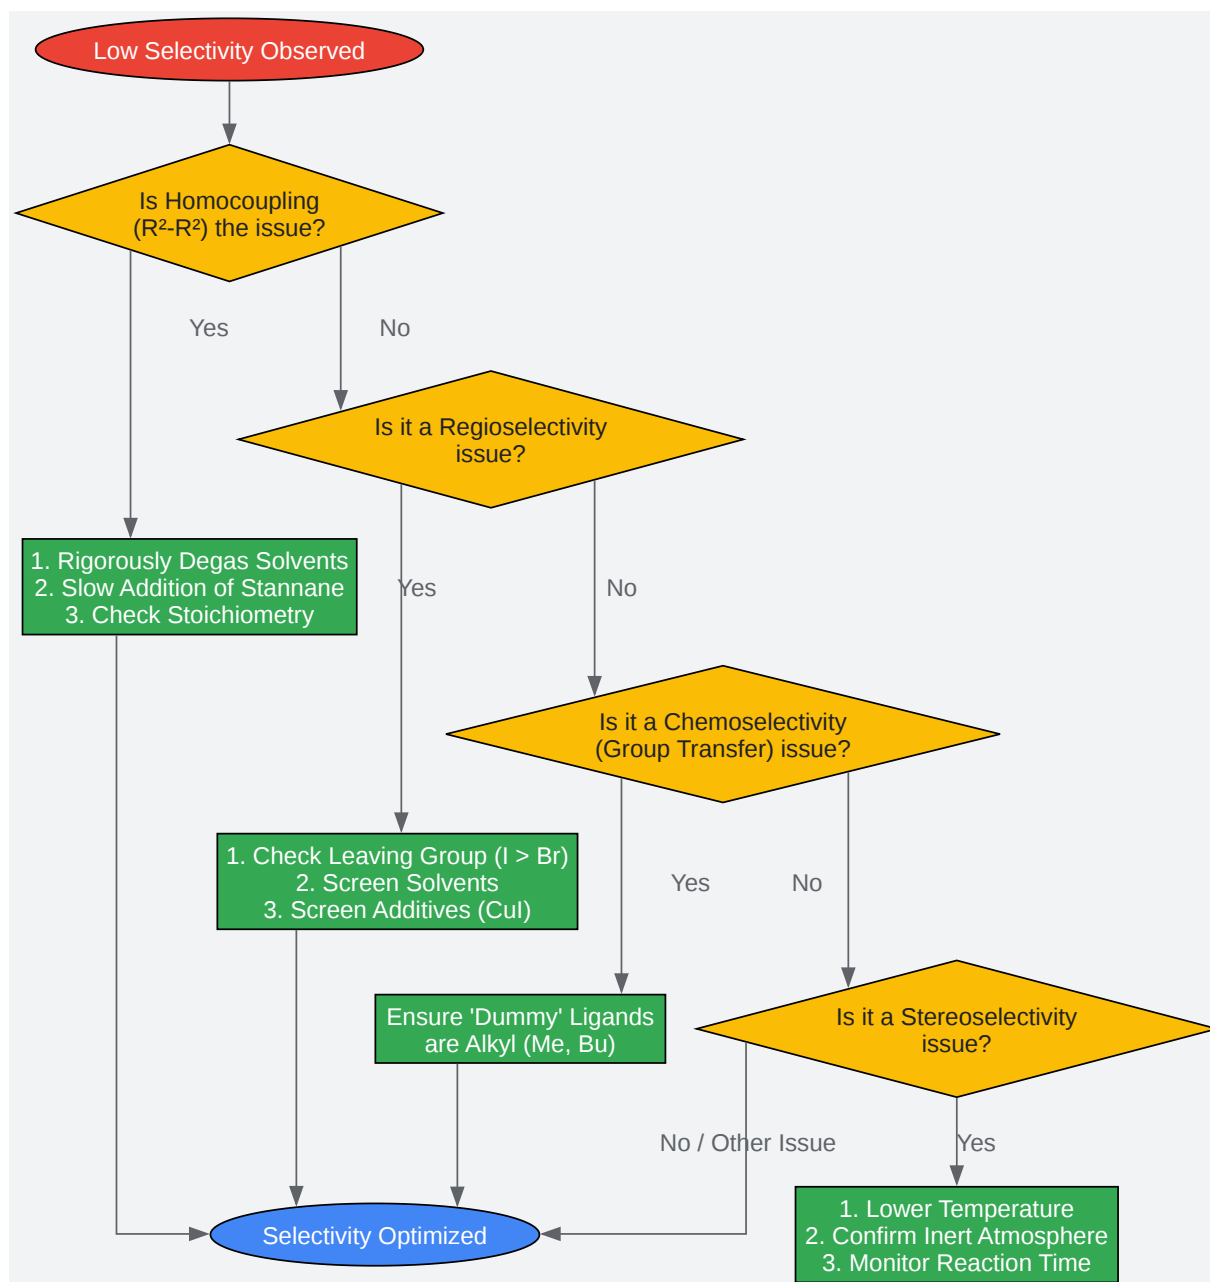 Low Selectivity Observed
Is Homocoupling
(R²-R²) the issue?
Yes
No
Is it a Regioselectivity
issue?
1. Rigorously Degas Solvents
2. Slow Addition of Stannane
3. Check Stoichiometry
Yes
No
Is it a Chemoselectivity
(Group Transfer) issue?
1. Check Leaving Group (I > Br)
2. Screen Solvents
3. Screen Additives (CuI)
Yes
No
Ensure 'Dummy' Ligands
are Alkyl (Me, Bu)
Is it a Stereoselectivity
issue?
No / Other Issue
Yes
Selectivity Optimized
1. Lower Temperature
2. Confirm Inert Atmosphere
3. Monitor Reaction Time